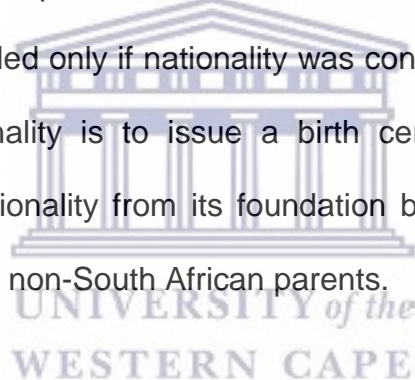 led only if nationality was con
nality is to issue a birth cer
ionality from its foundation b
non-South African parents.
UNIVERSITY of the
WESTERN CAPE